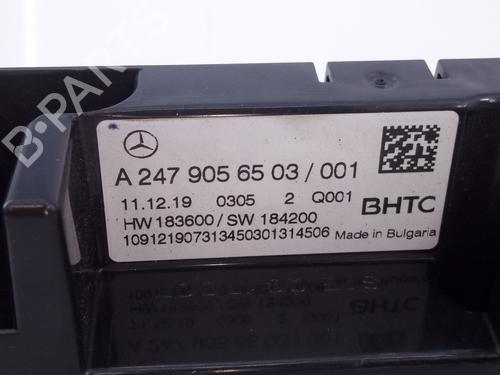 B-PARTS
A 247 905 65 03 / 001
11.12.19 0305 2 Q001
HW 183600 / SW 184200
BHTC
109121907313450301314506 Made in Bulgaria